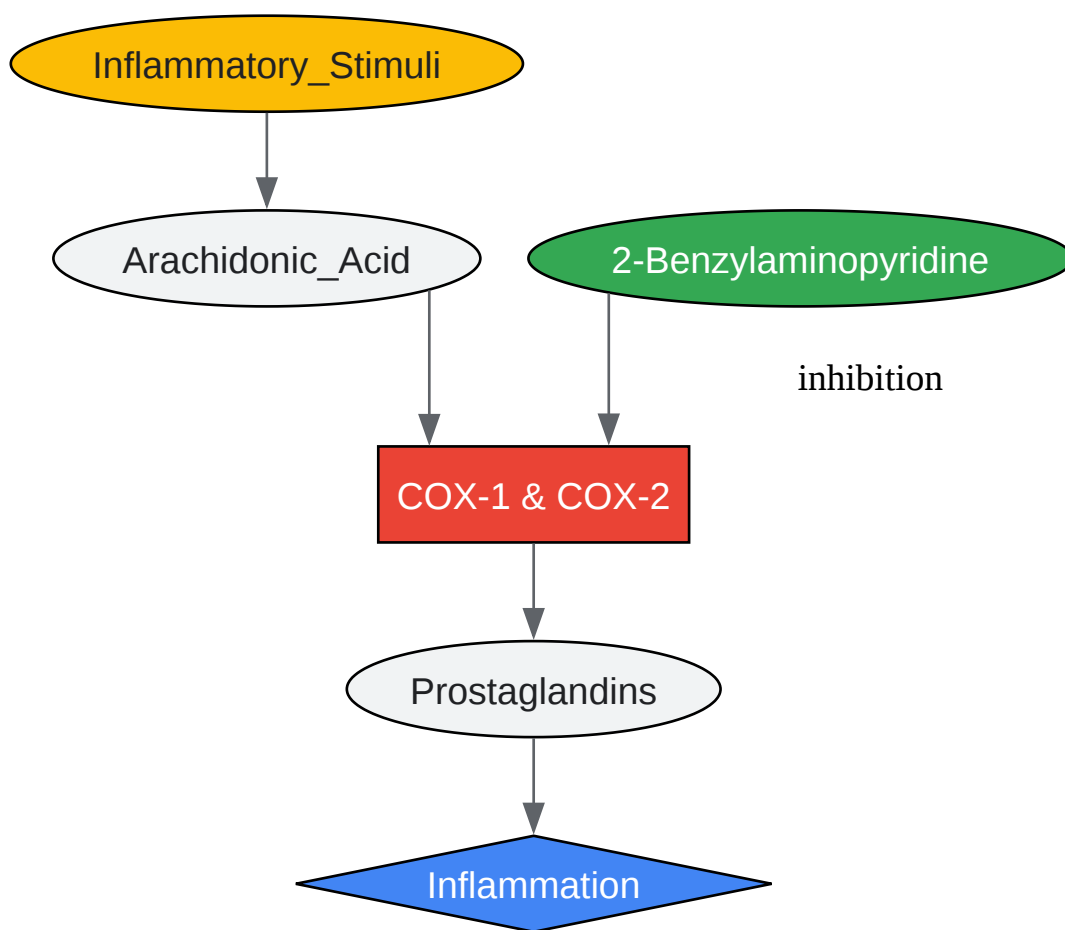 Inflammatory_Stimuli
Arachidonic_Acid
2-Benzylaminopyridine
inhibition
COX-1 & COX-2
Prostaglandins
Inflammation